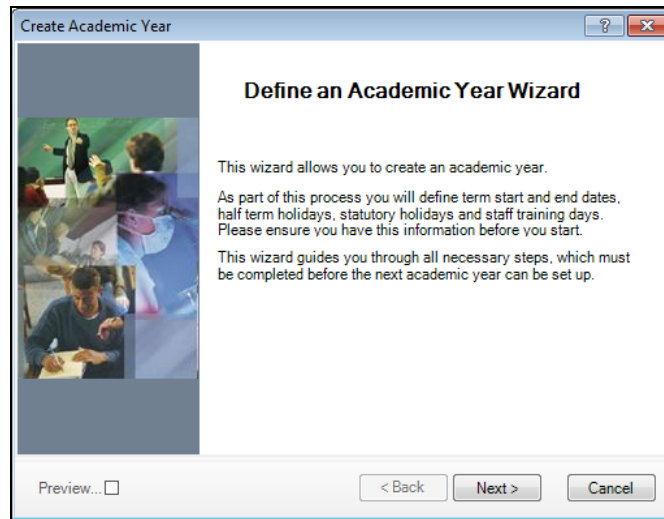 Create Academic Year
Define an Academic Year Wizard
This wizard allows you to create an academic year.
As part of this process you will define term start and end dates,
half term holidays, statutory holidays and staff training days.
Please ensure you have this information before you start.
This wizard guides you through all necessary steps, which must
be completed before the next academic year can be set up.
Preview...
< Back Next > Cancel